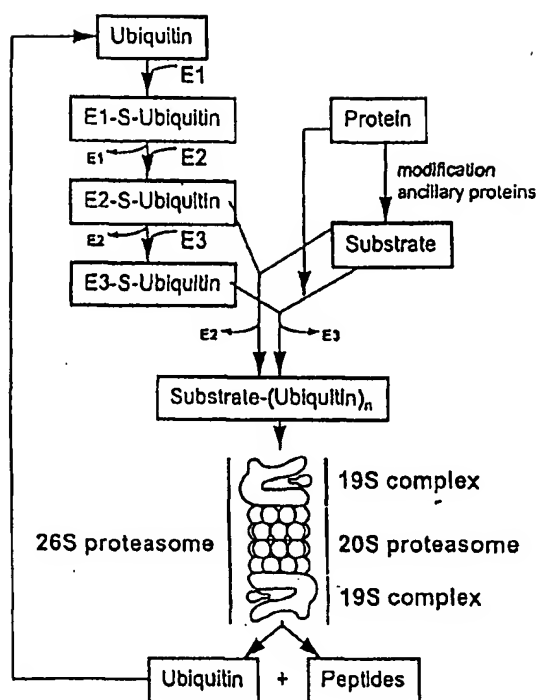 Ubiquitin
E1
E1-S-Ubiquitin
E1
E2
E2-S-Ubiquitin
E2
E3
E3-S-Ubiquitin
Protein
modification
ancillary proteins
Substrate
E2
E3
Substrate-(Ubiquitin)n
19S complex
26S proteasome
20S proteasome
19S complex
Ubiquitin + Peptides